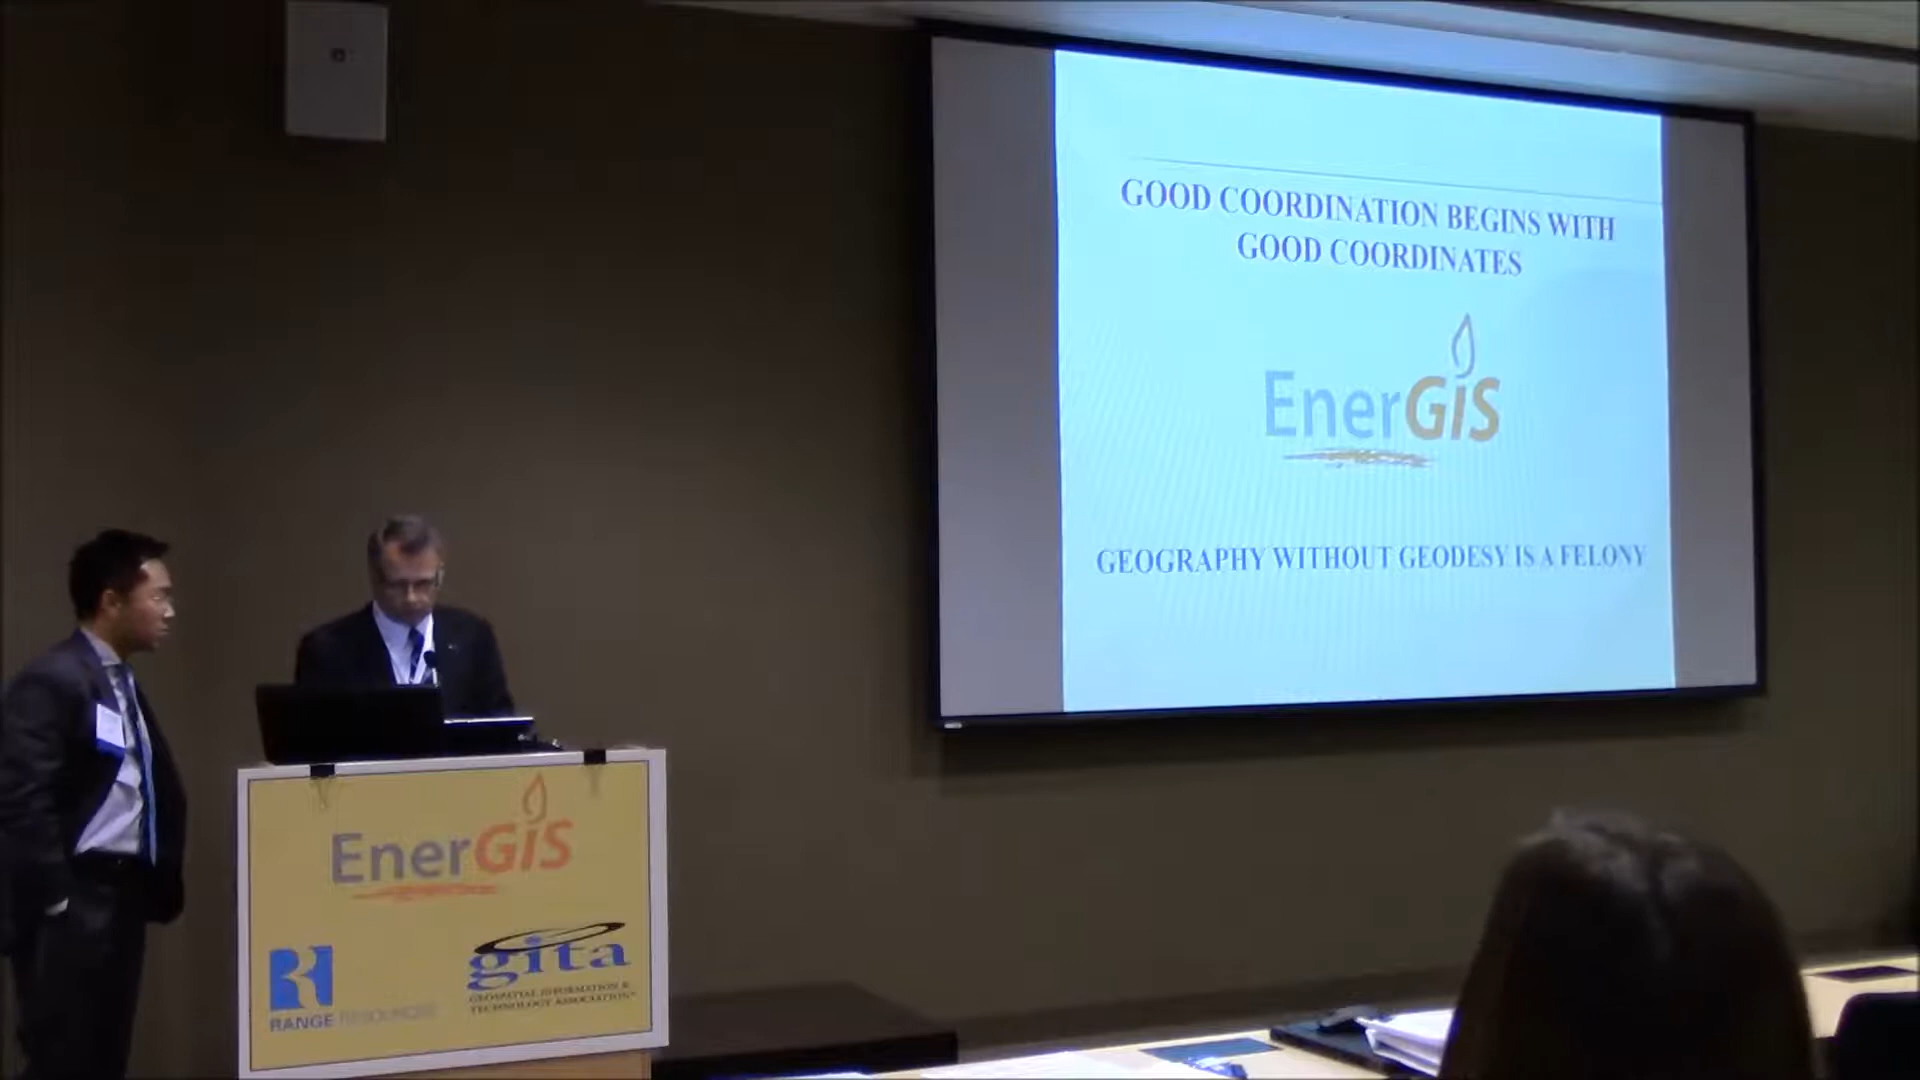 GOOD COORDINATION BEGINS WITH
GOOD COORDINATES
EnerGiS
GEOGRAPHY WITHOUT GEODESY IS A FELONY
EnerGiS
RANGE RESOURCES
gita
GEOSPATIAL INFORMATION &
TECHNOLOGY ASSOCIATION